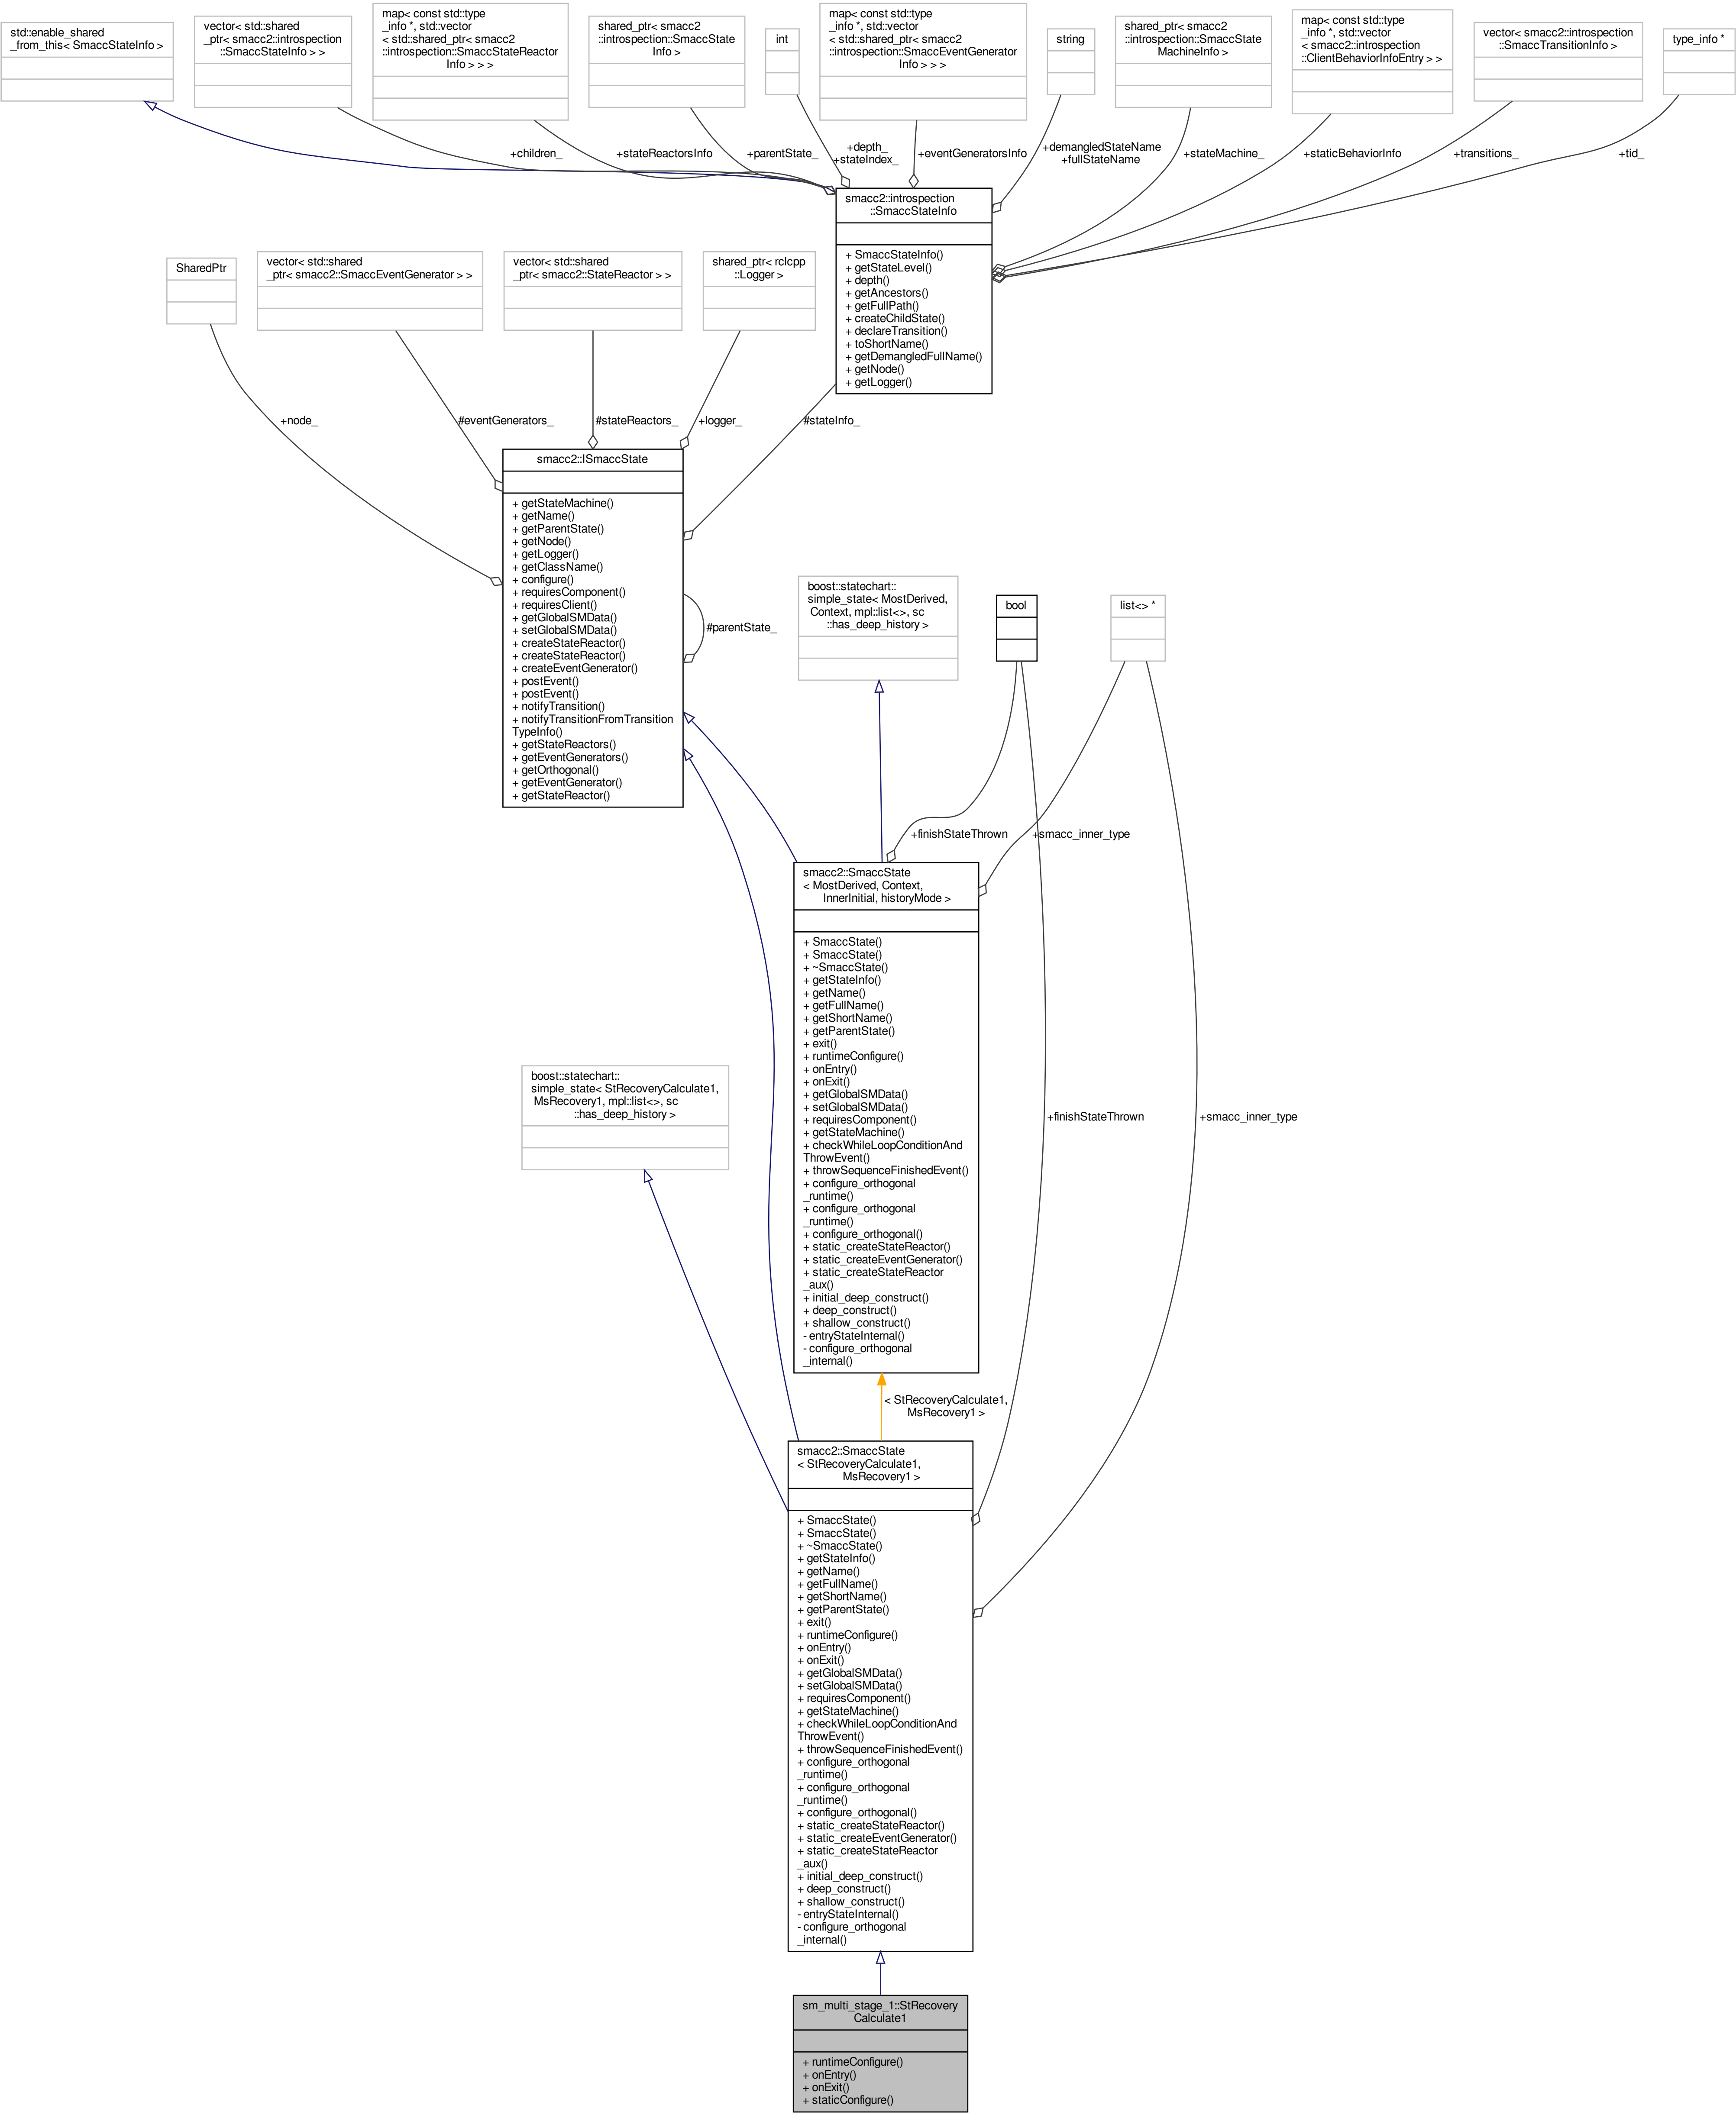 std::enable_shared
_from_this< SmaccStateInfo >
vector< std::shared
_ptr< smacc2::introspection
::SmaccStateInfo > >
map< const std::type
_info *, std::vector
< std::shared_ptr< smacc2
::introspection::SmaccStateReactor
Info > > >
shared_ptr< smacc2
::introspection::SmaccState
Info >
int
map< const std::type
_info *, std::vector
< std::shared_ptr< smacc2
::introspection::SmaccEventGenerator
Info > > >
string
shared_ptr< smacc2
::introspection::SmaccState
MachineInfo >
map< const std::type
_info *, std::vector
< smacc2::introspection
::ClientBehaviorInfoEntry > >
vector< smacc2::introspection
::SmaccTransitionInfo >
type_info *
+children_
+stateReactorsInfo
+parentState_
+depth_
+stateIndex_
+eventGeneratorsInfo
+demangledStateName
+fullStateName
+stateMachine_
+staticBehaviorInfo
+transitions_
+tid_
smacc2::introspection
::SmaccStateInfo
+ SmaccStateInfo()
+ getStateLevel()
+ depth()
+ getAncestors()
+ getFullPath()
+ createChildState()
+ declareTransition()
+ toShortName()
+ getDemangledFullName()
+ getNode()
+ getLogger()
SharedPtr
vector< std::shared
_ptr< smacc2::SmaccEventGenerator > >
vector< std::shared
_ptr< smacc2::StateReactor > >
shared_ptr< rclcpp
::Logger >
+node_
#eventGenerators_
#stateReactors_
+logger_
#stateInfo_
smacc2::ISmaccState
+ getStateMachine()
+ getName()
+ getParentState()
+ getNode()
+ getLogger()
+ getClassName()
+ configure()
+ requiresComponent()
+ requiresClient()
+ getGlobalSMData()
+ setGlobalSMData()
+ createStateReactor()
+ createStateReactor()
+ createEventGenerator()
+ postEvent()
+ postEvent()
+ notifyTransition()
+ notifyTransitionFromTransition
TypeInfo()
+ getStateReactors()
+ getEventGenerators()
+ getOrthogonal()
+ getEventGenerator()
+ getStateReactor()
#parentState_
boost::statechart::
simple_state< MostDerived,
Context, mpl::list<>, sc
::has_deep_history >
bool
list<> *
+finishStateThrown
+smacc_inner_type
smacc2::SmaccState
< MostDerived, Context,
InnerInitial, historyMode >
+ SmaccState()
+ SmaccState()
+ ~SmaccState()
+ getStateInfo()
+ getName()
+ getFullName()
+ getShortName()
+ getParentState()
+ exit()
+ runtimeConfigure()
+ onEntry()
+ onExit()
+ getGlobalSMData()
+ setGlobalSMData()
+ requiresComponent()
+ getStateMachine()
+ checkWhileLoopConditionAnd
ThrowEvent()
+ throwSequenceFinishedEvent()
+ configure_orthogonal
_runtime()
+ configure_orthogonal
_runtime()
+ configure_orthogonal()
+ static_createStateReactor()
+ static_createEventGenerator()
+ static_createStateReactor
_aux()
+ initial_deep_construct()
+ deep_construct()
+ shallow_construct()
- entryStateInternal()
- configure_orthogonal
_internal()
boost::statechart::
simple_state< StRecoveryCalculate1,
MsRecovery1, mpl::list<>, sc
::has_deep_history >
+finishStateThrown
+smacc_inner_type
< StRecoveryCalculate1,
MsRecovery1 >
smacc2::SmaccState
< StRecoveryCalculate1,
MsRecovery1 >
+ SmaccState()
+ SmaccState()
+ ~SmaccState()
+ getStateInfo()
+ getName()
+ getFullName()
+ getShortName()
+ getParentState()
+ exit()
+ runtimeConfigure()
+ onEntry()
+ onExit()
+ getGlobalSMData()
+ setGlobalSMData()
+ requiresComponent()
+ getStateMachine()
+ checkWhileLoopConditionAnd
ThrowEvent()
+ throwSequenceFinishedEvent()
+ configure_orthogonal
_runtime()
+ configure_orthogonal
_runtime()
+ configure_orthogonal()
+ static_createStateReactor()
+ static_createEventGenerator()
+ static_createStateReactor
_aux()
+ initial_deep_construct()
+ deep_construct()
+ shallow_construct()
- entryStateInternal()
- configure_orthogonal
_internal()
sm_multi_stage_1::StRecovery
Calculate1
+ runtimeConfigure()
+ onEntry()
+ onExit()
+ staticConfigure()